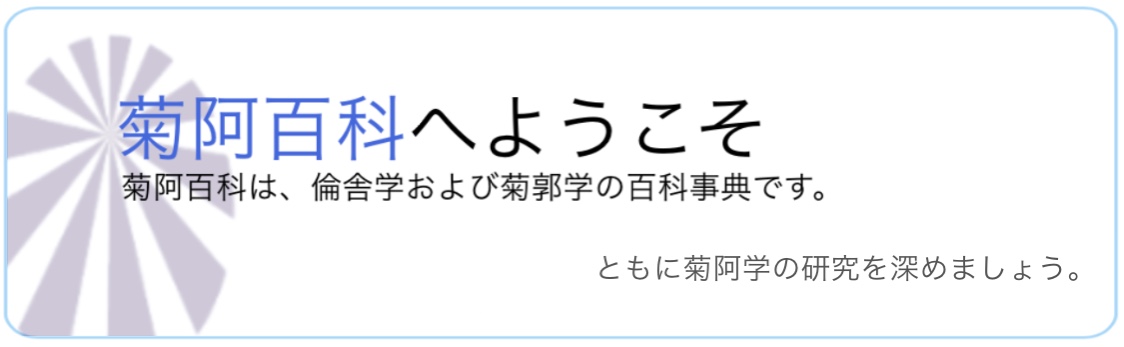 菊阿百科へようこそ
菊阿百科は、倫舎学および菊郭学の百科事典です。
ともに菊阿学の研究を深めましょう。